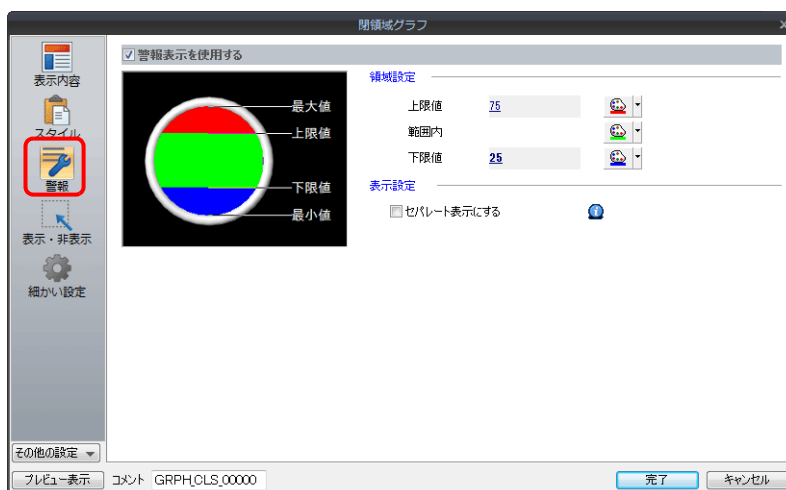 閉領域グラフ
表示内容
スタイル
警報
表示・非表示
細かい設定
その他の設定
警報表示を使用する
最大値
上限値
下限値
最小値
領域設定
上限値 75
範囲内
下限値 25
表示設定
セパレート表示にする
プレビュー表示 コメント GRPH_CLS_00000 完了 キャンセル